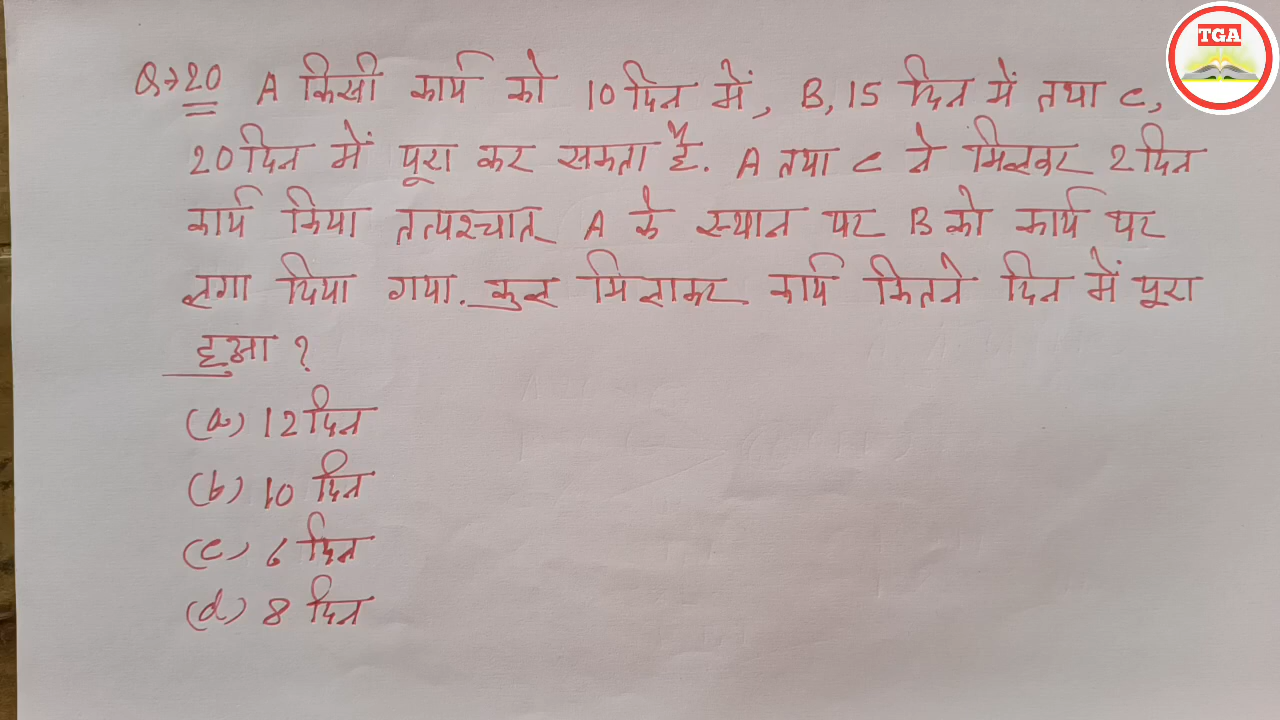 TGA
Q→20 A किसी कार्य को 10 दिन में, B, 15 दिन में तथा C,
20 दिन में पूरा कर सकता है. A तथा C ने मिलकर 2 दिन
कार्य किया तत्पश्चात् A के स्थान पर B को कार्य पर
लगा दिया गया. कुल मिलाकर कार्य कितने दिन में पूरा
हुआ ?
(a) 12 दिन
(b) 10 दिन
(c) 6 दिन
(d) 8 दिन